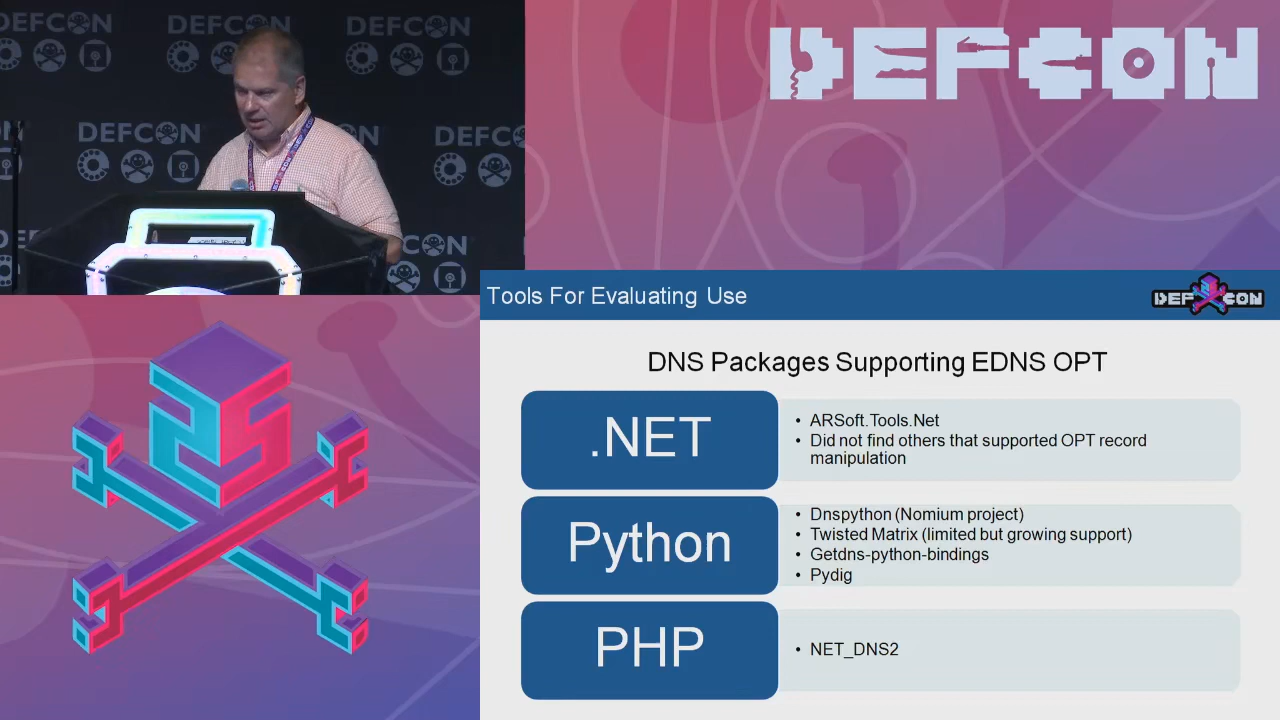 DEFCON
DEFCON
DEFCON
DEFCON
DEFCON
DEFCON
Tools For Evaluating Use
DEFCON
DNS Packages Supporting EDNS OPT
.NET
• ARSoft.Tools.Net
• Did not find others that supported OPT record
manipulation
Python
• Dnspython (Nomium project)
• Twisted Matrix (limited but growing support)
• Getdns-python-bindings
• Pydig
PHP
• NET_DNS2